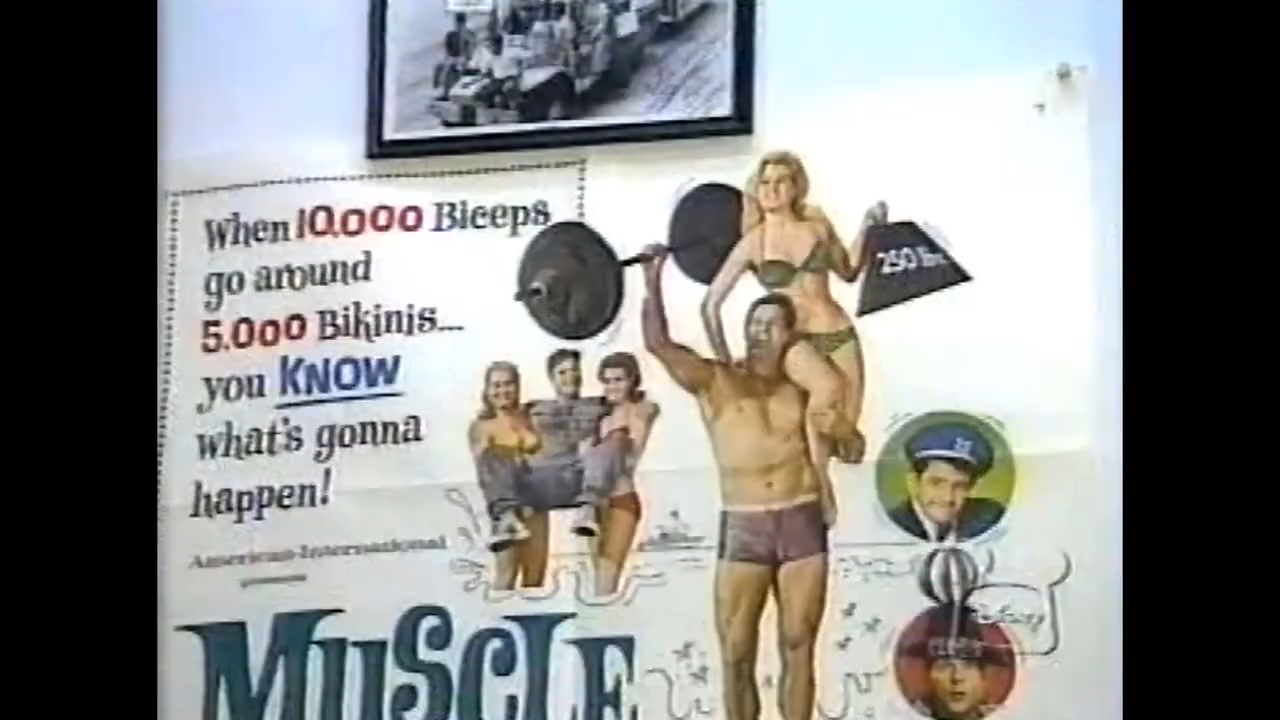 When 10,000 Biceps
go around
5,000 Bikinis...
you KNOW
what's gonna
happen!
American-International
presents
MUSCLE
250 lbs.